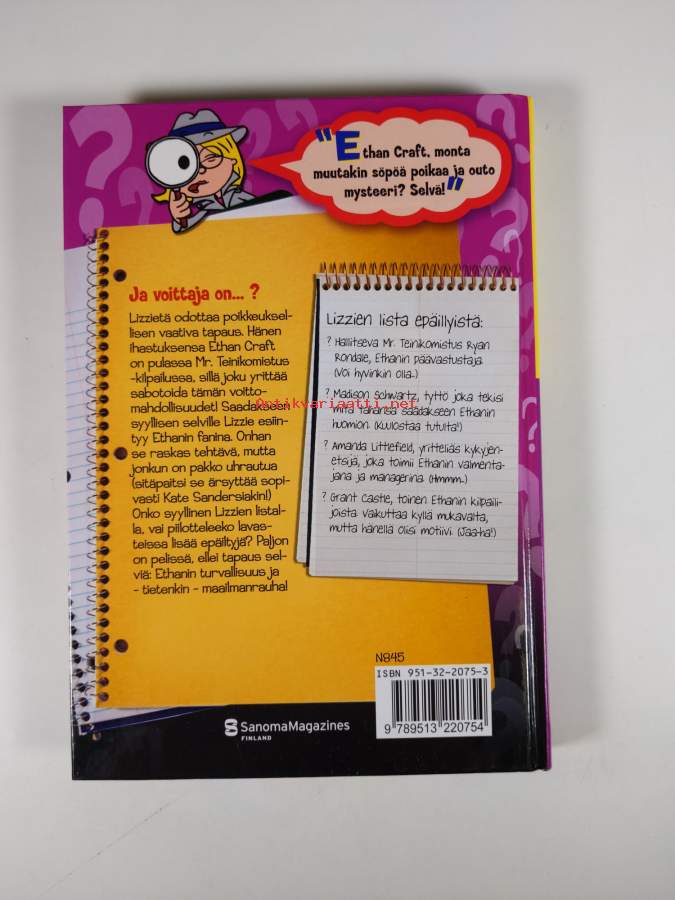 "Ethan Craft, monta
muutakin söpöä poikaa ja outo
mysteeri? Selvä!"
Ja voittaja on... ?
Lizzietä odottaa poikkeuksel-
lisen vaativa tapaus. Hänen
ihastuksensa Ethan Craft
on pulassa Mr. Teinikomistus
-kilpailussa, sillä joku yrittää
sabotoida tämän voitto-
mahdollisuudet! Saadakseen
syyllisen selville Lizzie esiin-
tyy Ethanin fanina. Onhan
se raskas tehtävä, mutta
jonkun on pakko uhrautua
(sitäpaitsi se ärsyttää sopi-
vasti Kate Sandersiakin!)
Onko syyllinen Lizzien listal-
la, vai piilotteleeko lavas-
teissa lisää epäiltyjä? Paljon
on pelissä, ellei tapaus sel-
viä: Ethanin turvallisuus ja
- tietenkin - maailmanrauha!
Lizzien lista epäillyistä:
? Hallitseva Mr. Teinikomistus Ryan
Rondale, Ethanin päävastustaja.
(Voi hyvinkin olla...)
? Madison Schwartz, tyttö joka tekisi
mitä tahansa saadakseen Ethanin
huomion. (Kuulostaa tutulta!)
? Amanda Littlefield, yritteliäs kykyjen-
etsijä, joka toimii Ethanin valmenta-
jana ja managerina. (Hmmm...)
? Grant Castle, toinen Ethanin kilpaili-
joista. Vaikuttaa kyllä mukavalta,
mutta hänellä olisi motiivi. (Jaa-ha!)
Antikvariaatti.net
N845
ISBN 951-32-2075-3
9 789513 220754
SanomaMagazines
FINLAND